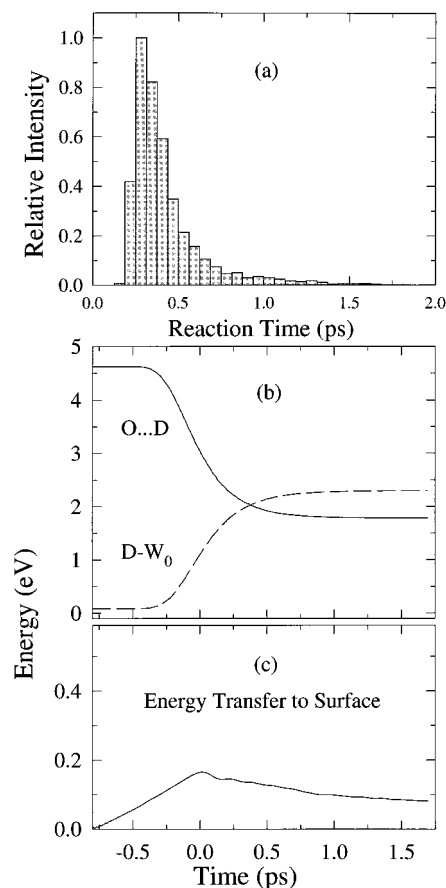 (a)
Relative Intensity
1.0
0.8
0.6
0.4
0.2
0.0
0.0 0.5 1.0 1.5 2.0
Reaction Time (ps)
(b)
5
4
3
2
1
0
O...D
D-W0
Energy (eV)
(c)
Energy Transfer to Surface
0.4
0.2
0.0
-0.5 0.0 0.5 1.0 1.5
Time (ps)